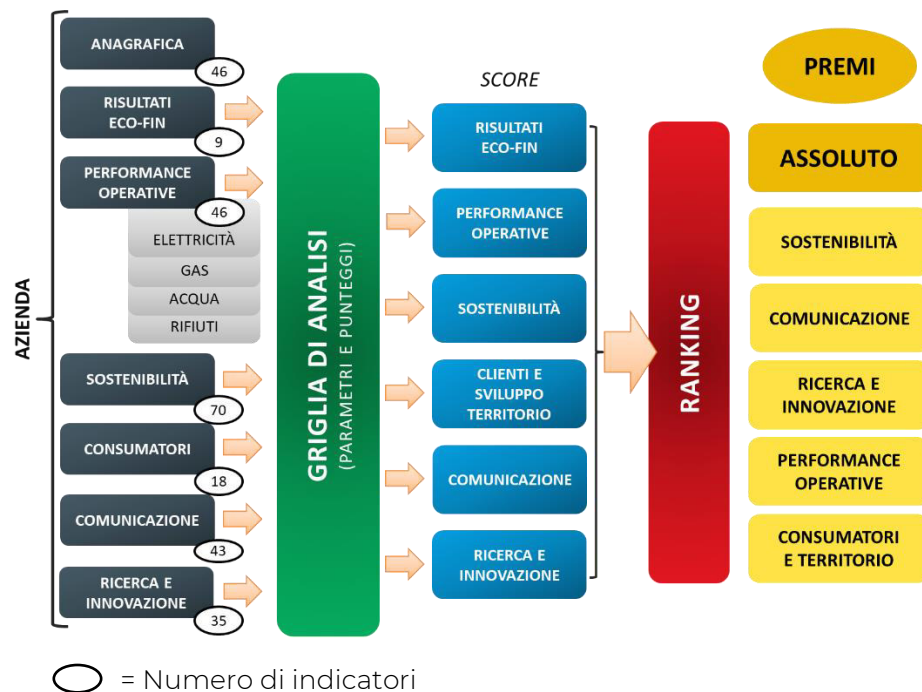 AZIENDA
ANAGRAFICA
46
RISULTATI
ECO-FIN
9
PERFORMANCE
OPERATIVE
46
ELETTRICITÀ
GAS
ACQUA
RIFIUTI
SOSTENIBILITÀ
70
CONSUMATORI
18
COMUNICAZIONE
43
RICERCA E
INNOVAZIONE
35
GRIGLIA DI ANALISI
(PARAMETRI E PUNTEGGI)
SCORE
RISULTATI
ECO-FIN
PERFORMANCE
OPERATIVE
SOSTENIBILITÀ
CLIENTI E
SVILUPPO
TERRITORIO
COMUNICAZIONE
RICERCA E
INNOVAZIONE
RANKING
PREMI
ASSOLUTO
SOSTENIBILITÀ
COMUNICAZIONE
RICERCA E
INNOVAZIONE
PERFORMANCE
OPERATIVE
CONSUMATORI
E TERRITORIO
= Numero di indicatori